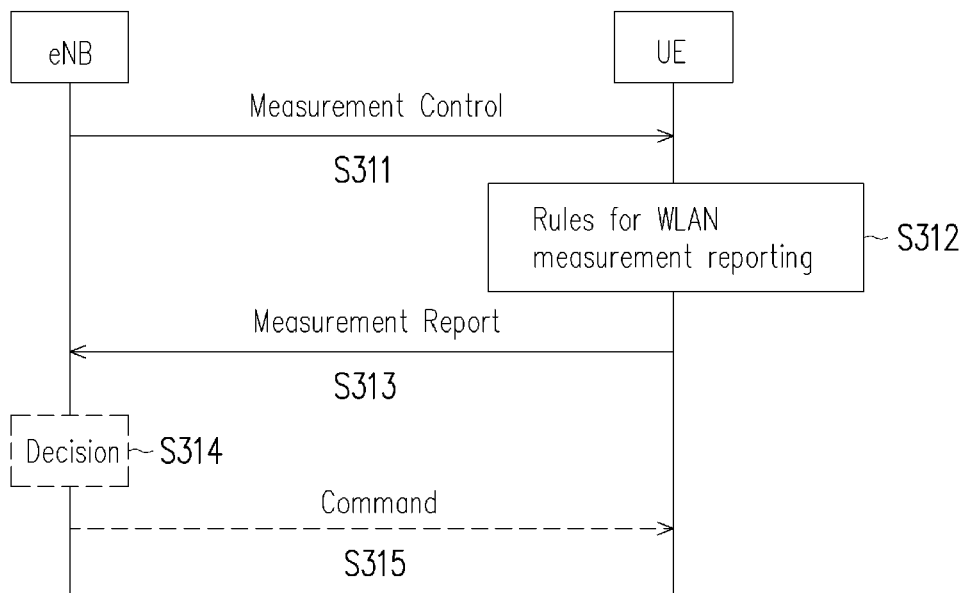 eNB
UE
Measurement Control
S311
Rules for WLAN
measurement reporting
S312
Measurement Report
S313
Decision
S314
Command
S315